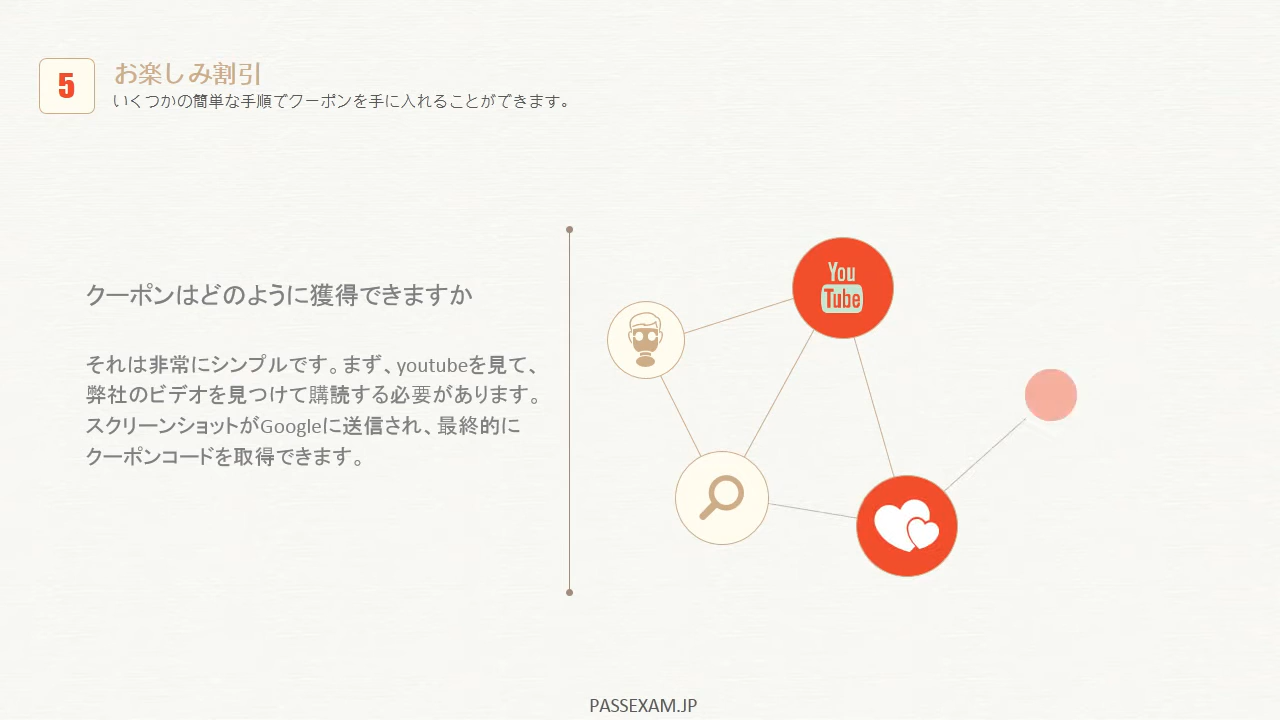 5
お楽しみ割引
いくつかの簡単な手順でクーポンを手に入れることができます。
クーポンはどのように獲得できますか
それは非常にシンプルです。まず、youtubeを見て、
弊社のビデオを見つけて購読する必要があります。
スクリーンショットがGoogleに送信され、最終的に
クーポンコードを取得できます。
You
Tube
PASSEXAM.JP